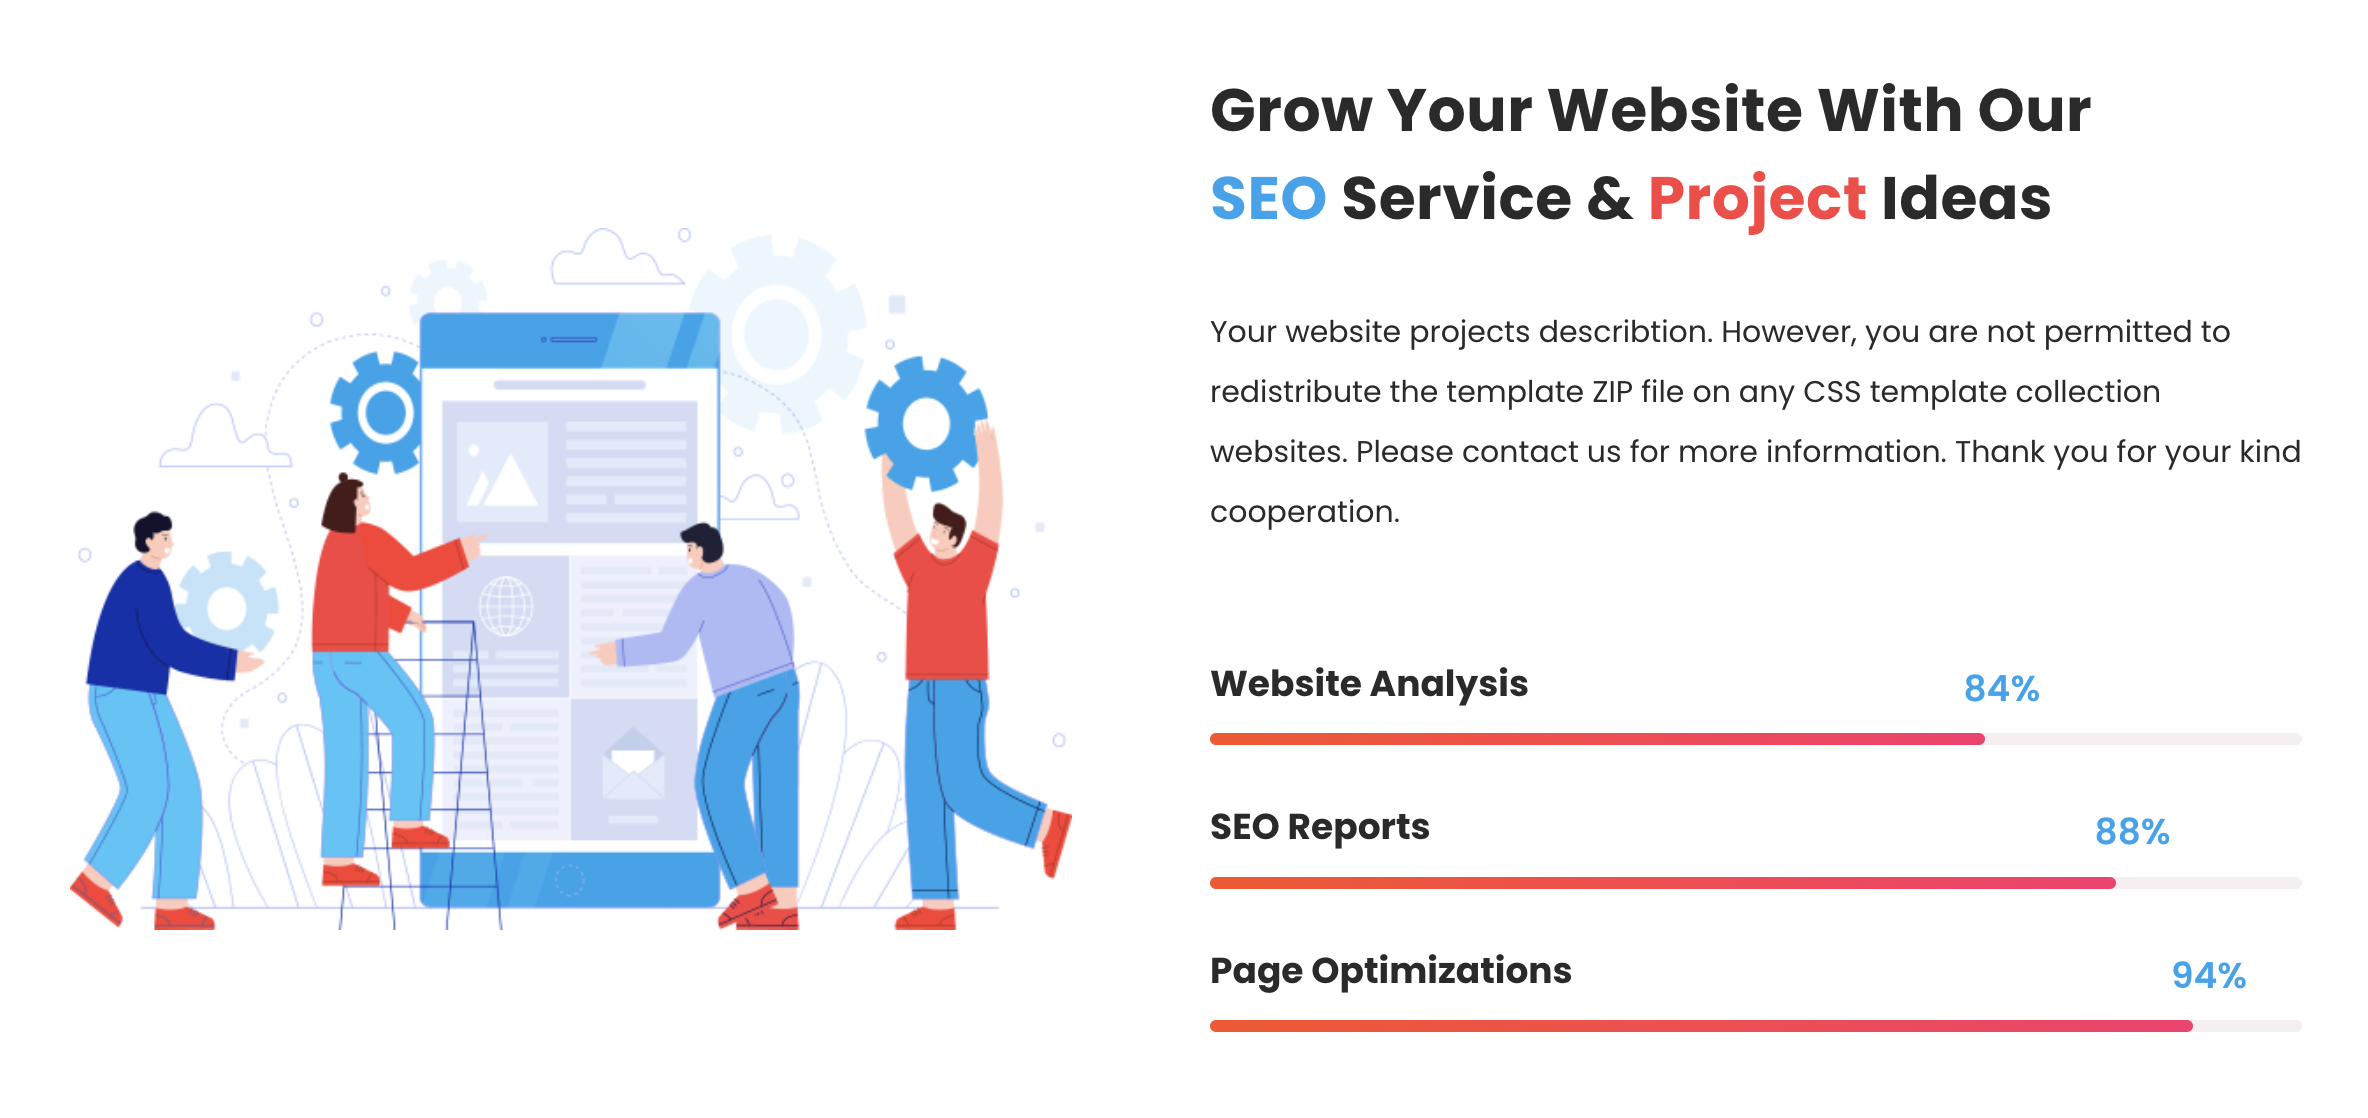 Grow Your Website With Our
SEO Service & Project Ideas
Your website projects describtion. However, you are not permitted to
redistribute the template ZIP file on any CSS template collection
websites. Please contact us for more information. Thank you for your kind
cooperation.
Website Analysis
84%
SEO Reports
88%
Page Optimizations
94%